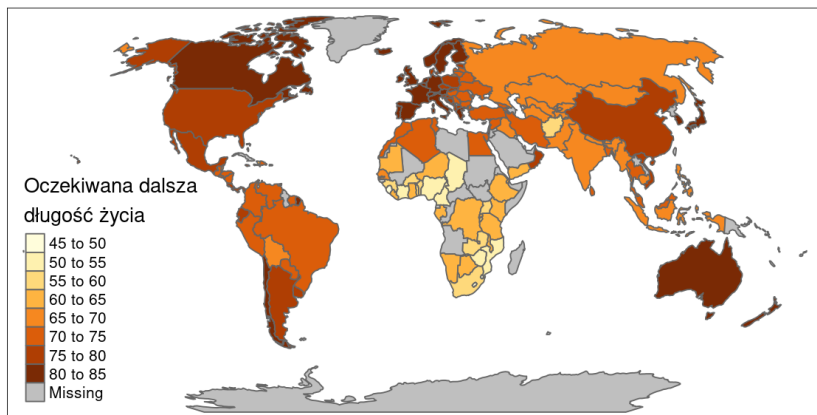 Oczekiwana dalsza
długość życia
45 to 50
50 to 55
55 to 60
60 to 65
65 to 70
70 to 75
75 to 80
80 to 85
Missing